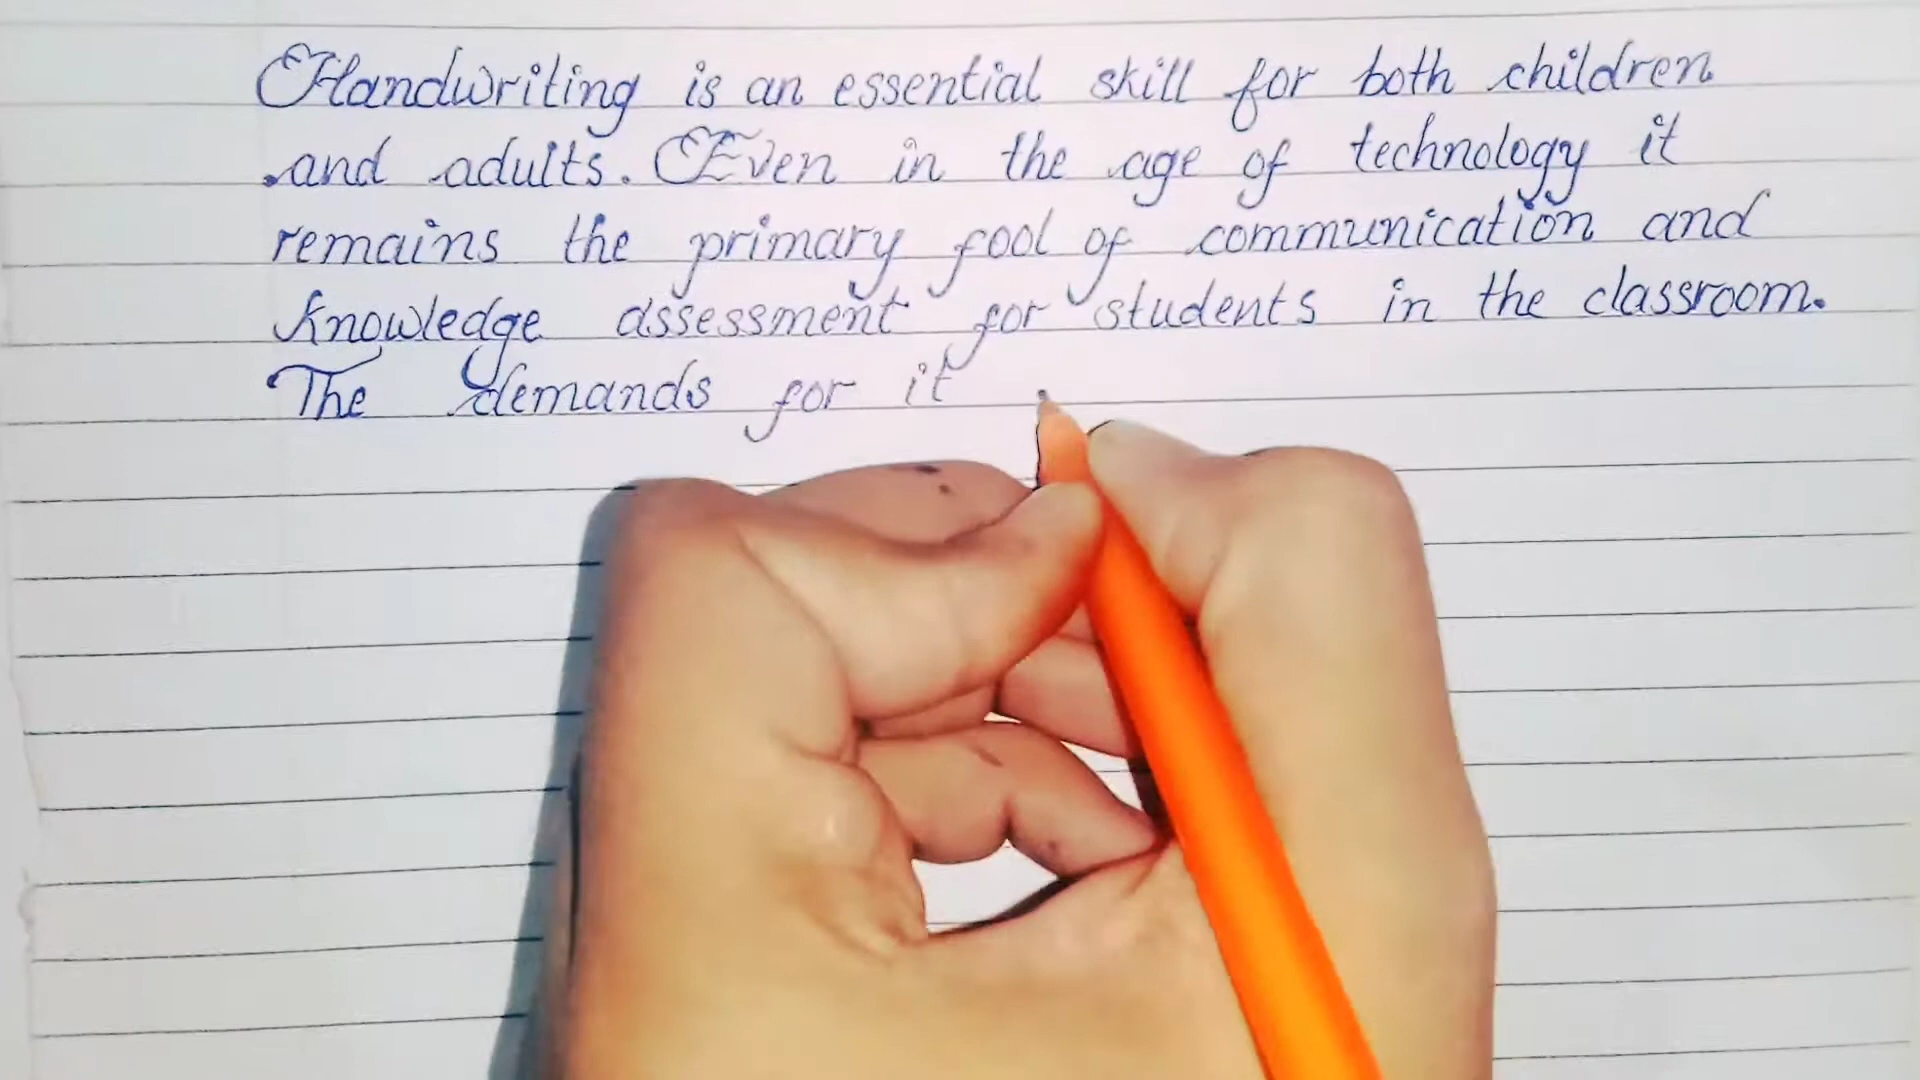 Handwriting is an essential skill for both children
and adults. Even in the age of technology it
remains the primary fool of communication and
knowledge assessment for students in the classroom.
The demands for it